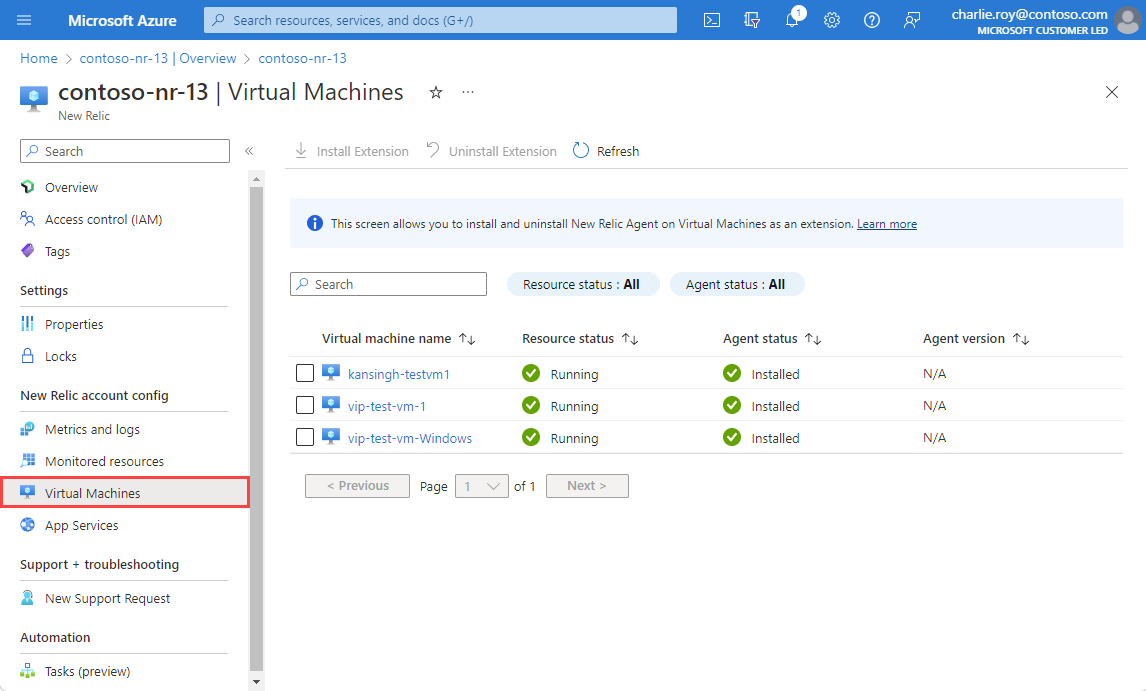 Microsoft Azure
Search resources, services, and docs (G+/)
1
charlie.roy@contoso.com
MICROSOFT CUSTOMER LED
Home > contoso-nr-13 | Overview > contoso-nr-13
contoso-nr-13 | Virtual Machines ☆ ...
New Relic
Search
«
Overview
Access control (IAM)
Tags
Settings
Properties
Locks
New Relic account config
Metrics and logs
Monitored resources
Virtual Machines
App Services
Support + troubleshooting
New Support Request
Automation
Tasks (preview)
Install Extension Uninstall Extension Refresh
This screen allows you to install and uninstall New Relic Agent on Virtual Machines as an extension. Learn more
Search Resource status : All Agent status : All
Virtual machine name ↑↓ Resource status ↑↓ Agent status ↑↓ Agent version ↑↓
kansingh-testvm1 Running Installed N/A
vip-test-vm-1 Running Installed N/A
vip-test-vm-Windows Running Installed N/A
< Previous Page 1 of 1 Next >